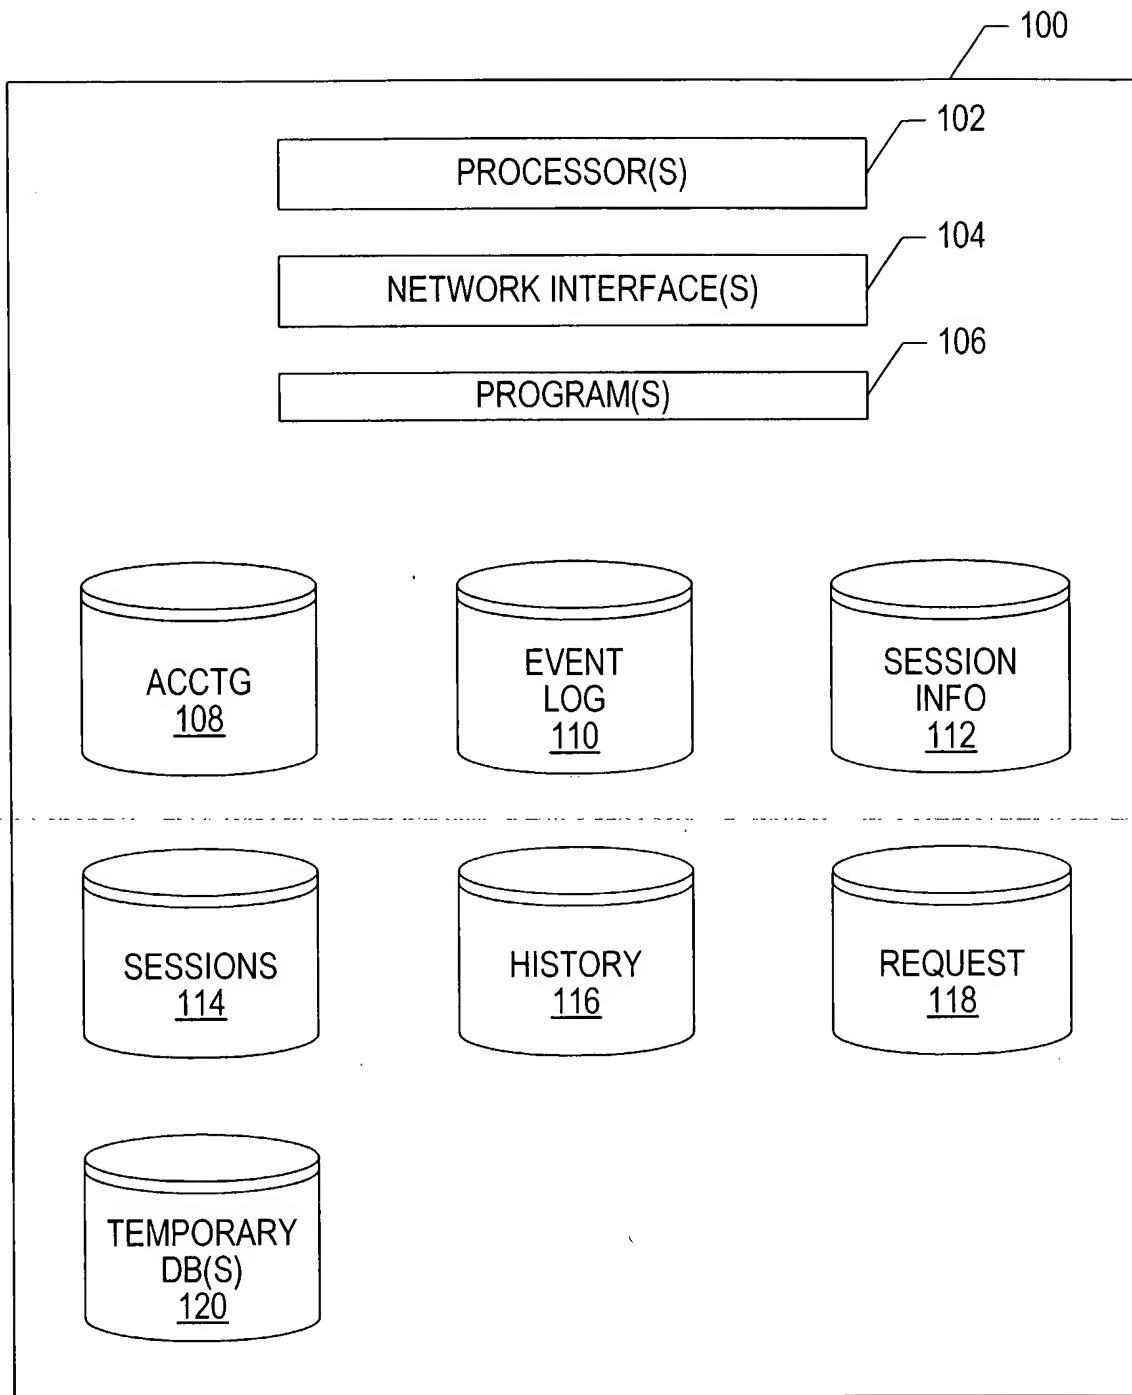 100
102
PROCESSOR(S)
104
NETWORK INTERFACE(S)
106
PROGRAM(S)
ACCTG
108
EVENT
LOG
110
SESSION
INFO
112
SESSIONS
114
HISTORY
116
REQUEST
118
TEMPORARY
DB(S)
120